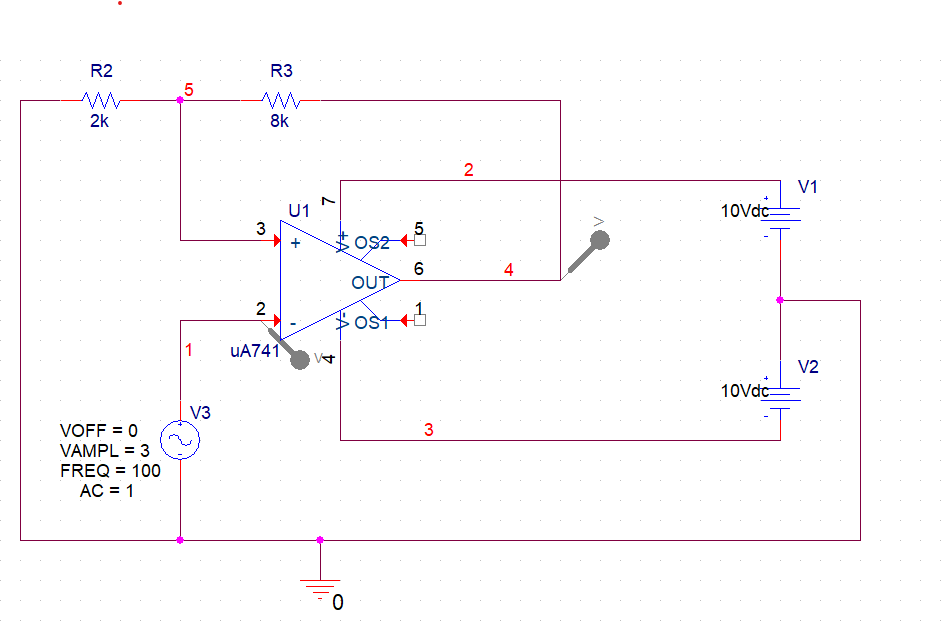 R2
R3
5
2k
8k
2
V1
10Vdc
+
-
7
U1
3
+
V+
OS2
5
>
OUT
6
4
2
-
V-
OS1
1
uA741
V
4
1
V3
+
-
VOFF = 0
VAMPL = 3
FREQ = 100
AC = 1
V2
10Vdc
+
-
3
0